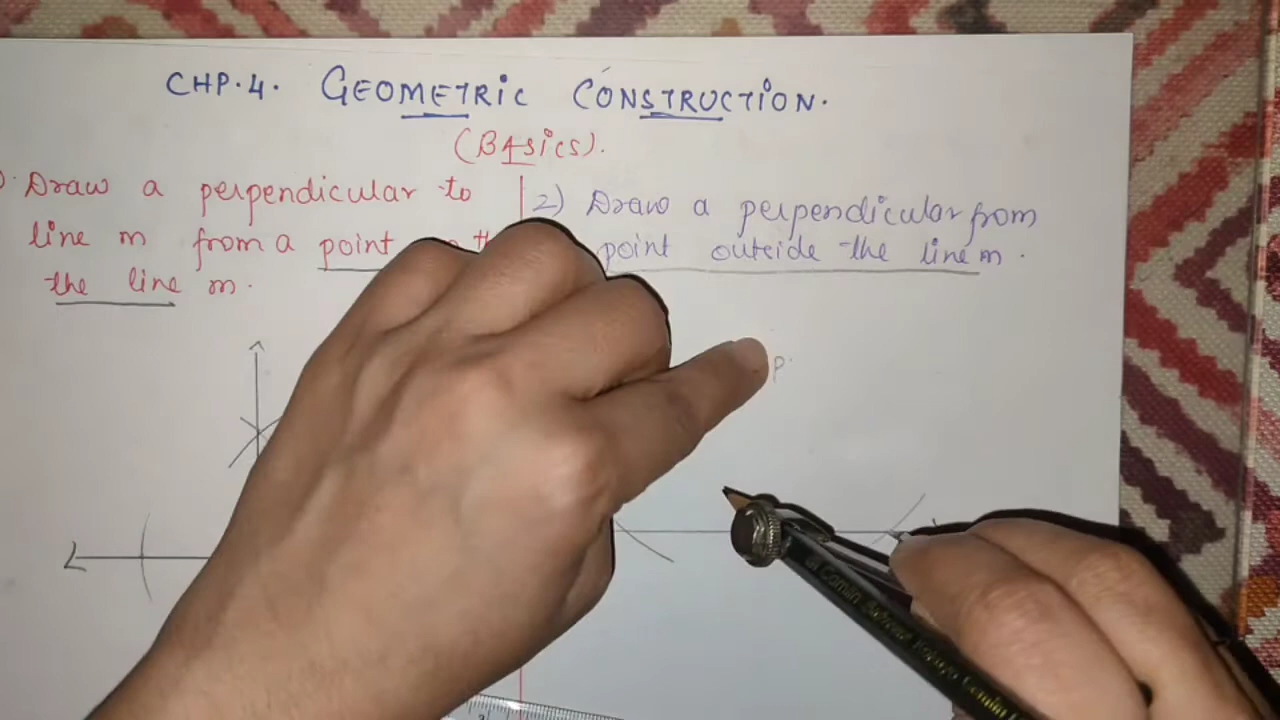 CHP.4. GEOMETRIC CONSTRUCTION.
(BASICS).
Draw a perpendicular to
line m from a point
the line m.
2) Draw a perpendicular from
point outside the line m.
P